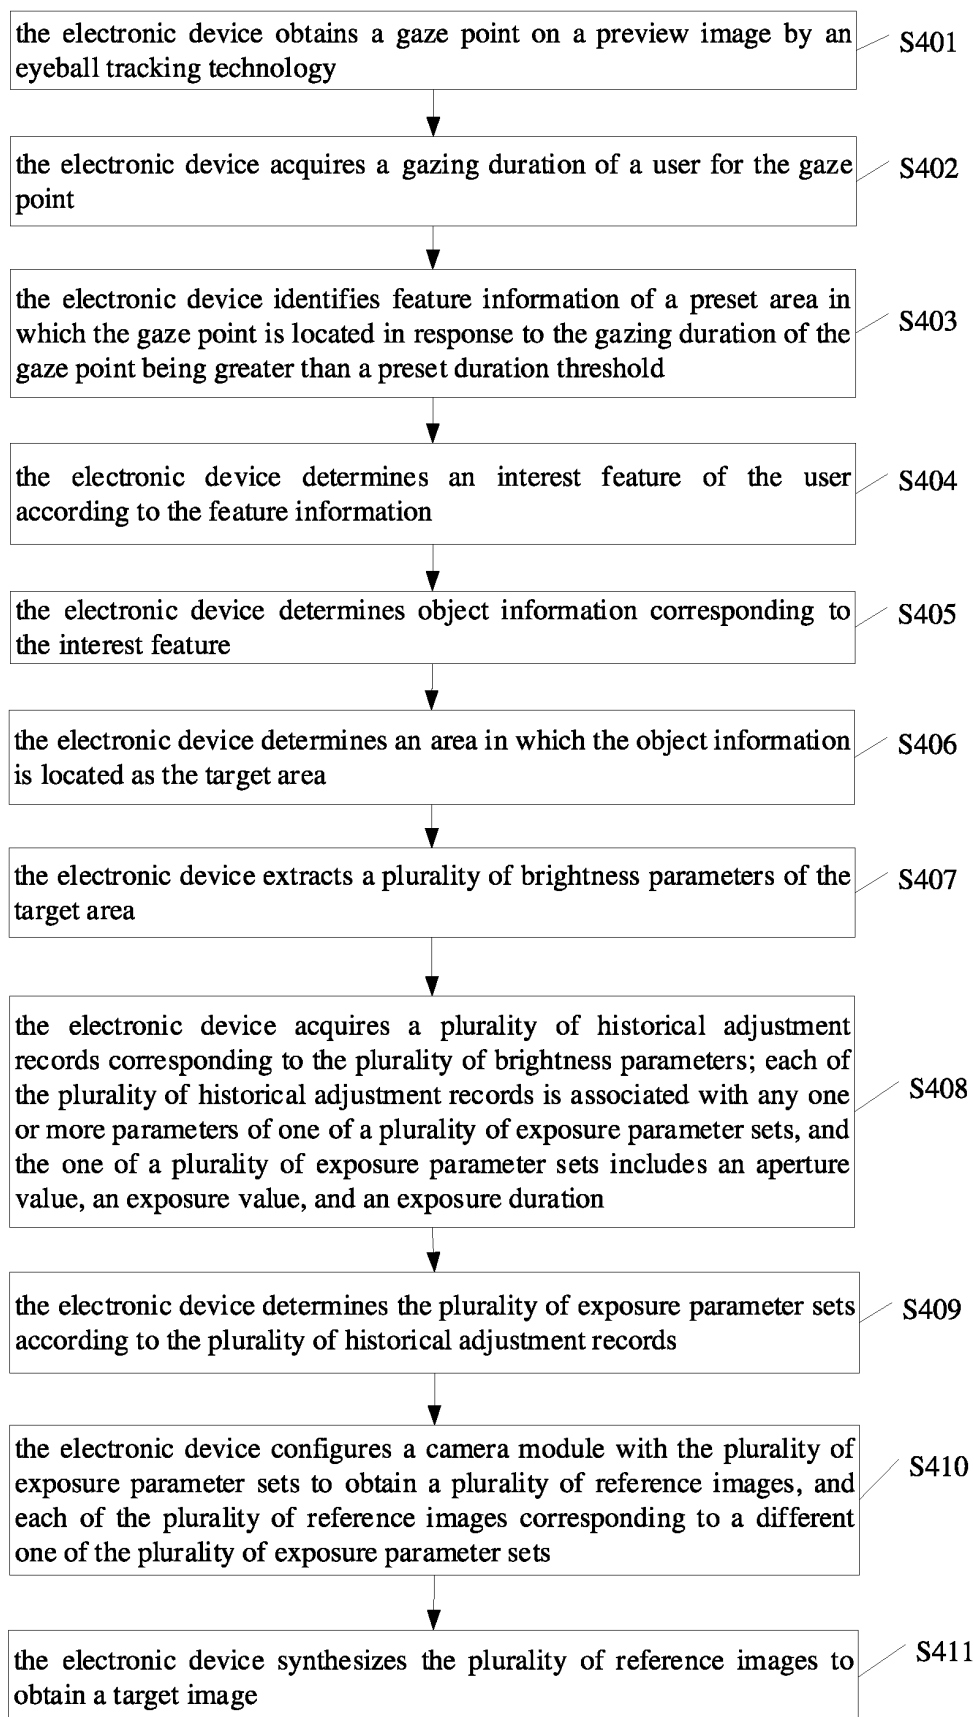 the electronic device obtains a gaze point on a preview image by an
eyeball tracking technology
S401
the electronic device acquires a gazing duration of a user for the gaze
point
S402
the electronic device identifies feature information of a preset area in
which the gaze point is located in response to the gazing duration of the
gaze point being greater than a preset duration threshold
S403
the electronic device determines an interest feature of the user
according to the feature information
S404
the electronic device determines object information corresponding to
the interest feature
S405
the electronic device determines an area in which the object information
is located as the target area
S406
the electronic device extracts a plurality of brightness parameters of the
target area
S407
the electronic device acquires a plurality of historical adjustment
records corresponding to the plurality of brightness parameters; each of
the plurality of historical adjustment records is associated with any one
or more parameters of one of a plurality of exposure parameter sets, and
the one of a plurality of exposure parameter sets includes an aperture
value, an exposure value, and an exposure duration
S408
the electronic device determines the plurality of exposure parameter sets
according to the plurality of historical adjustment records
S409
the electronic device configures a camera module with the plurality of
exposure parameter sets to obtain a plurality of reference images, and
each of the plurality of reference images corresponding to a different
one of the plurality of exposure parameter sets
S410
the electronic device synthesizes the plurality of reference images to
obtain a target image
S411